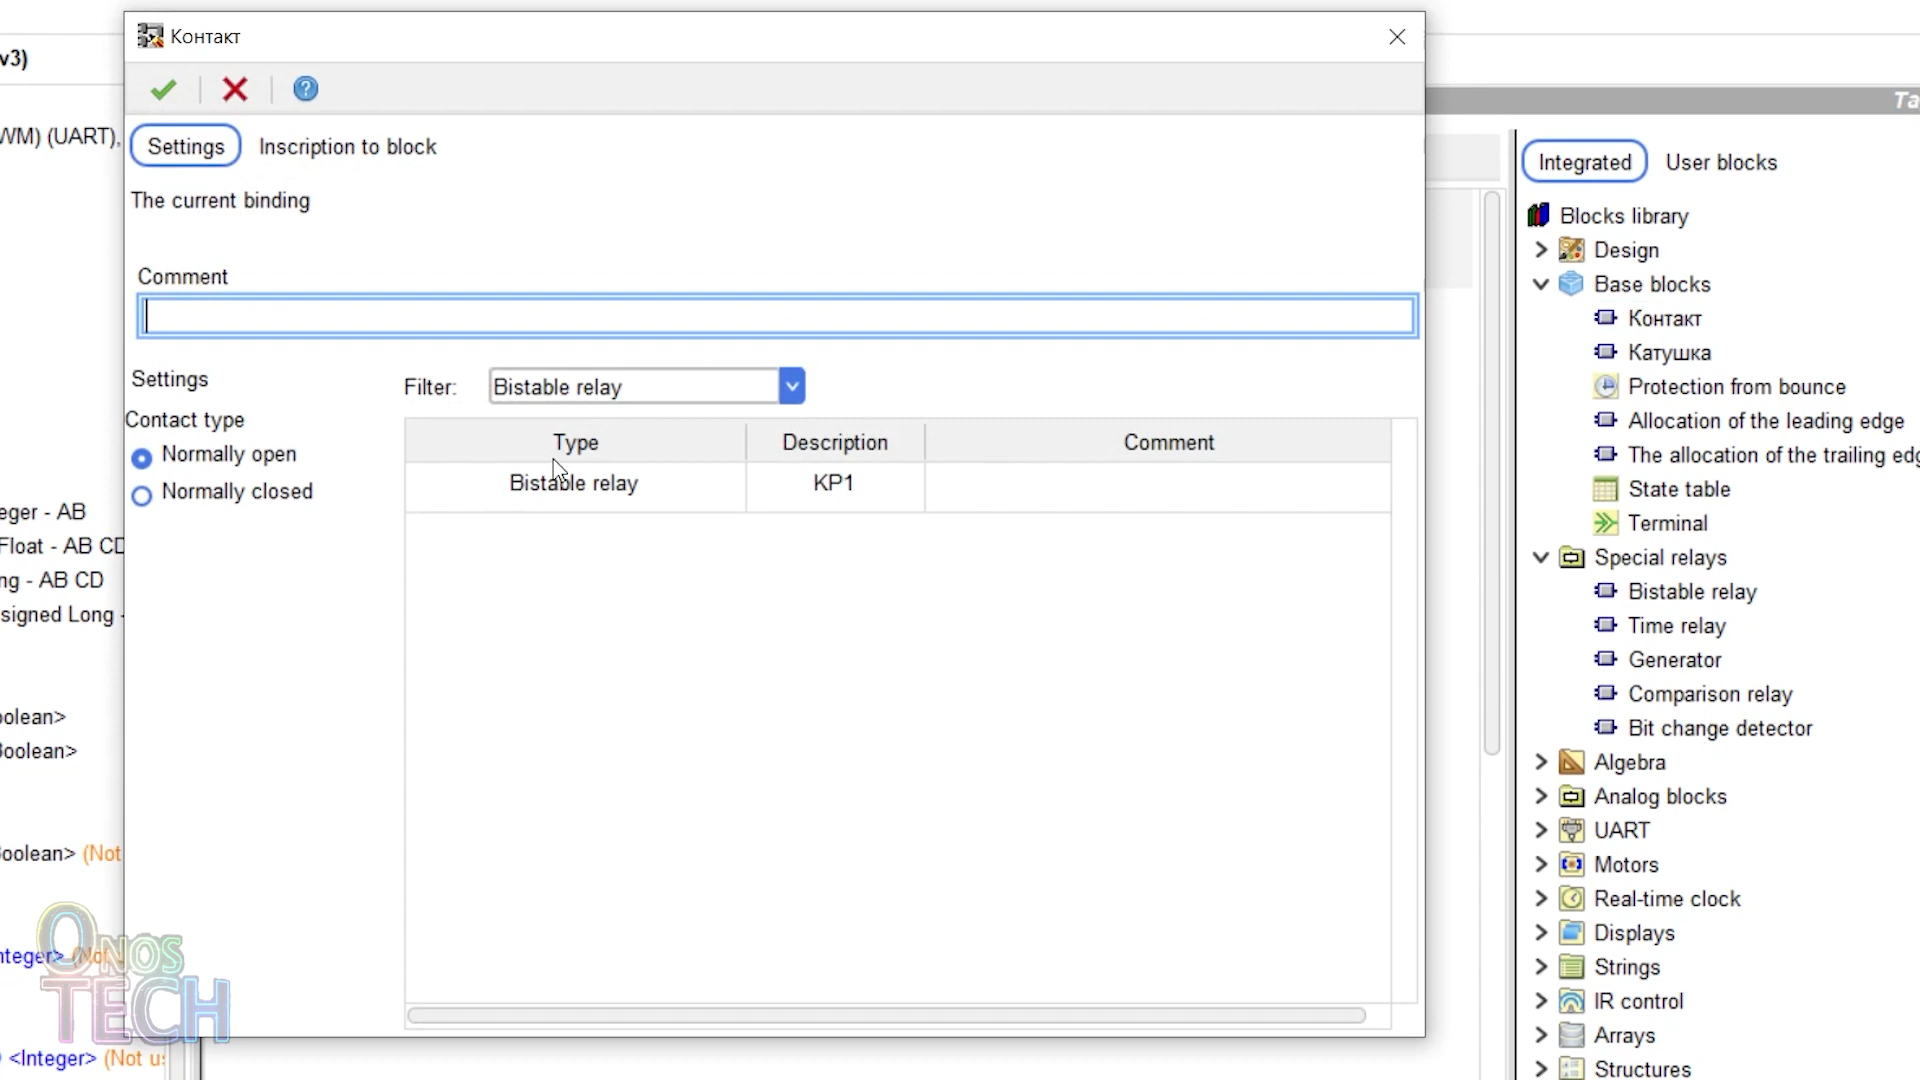 Контакт
v3)
Ta
WM) (UART),
Settings Inscription to block
Integrated User blocks
The current binding
Comment
Settings
Filter: Bistable relay
Contact type
Normally open
Normally closed
Type Description Comment
Bistable relay KP1
eger - AB
Float - AB CD
ng - AB CD
signed Long -
oolean>
Boolean>
Boolean> (Not
nteger> (Not
<Integer> (Not us
ONOS
TECH
Blocks library
Design
Base blocks
Контакт
Катушка
Protection from bounce
Allocation of the leading edge
The allocation of the trailing edg
State table
Terminal
Special relays
Bistable relay
Time relay
Generator
Comparison relay
Bit change detector
Algebra
Analog blocks
UART
Motors
Real-time clock
Displays
Strings
IR control
Arrays
Structures